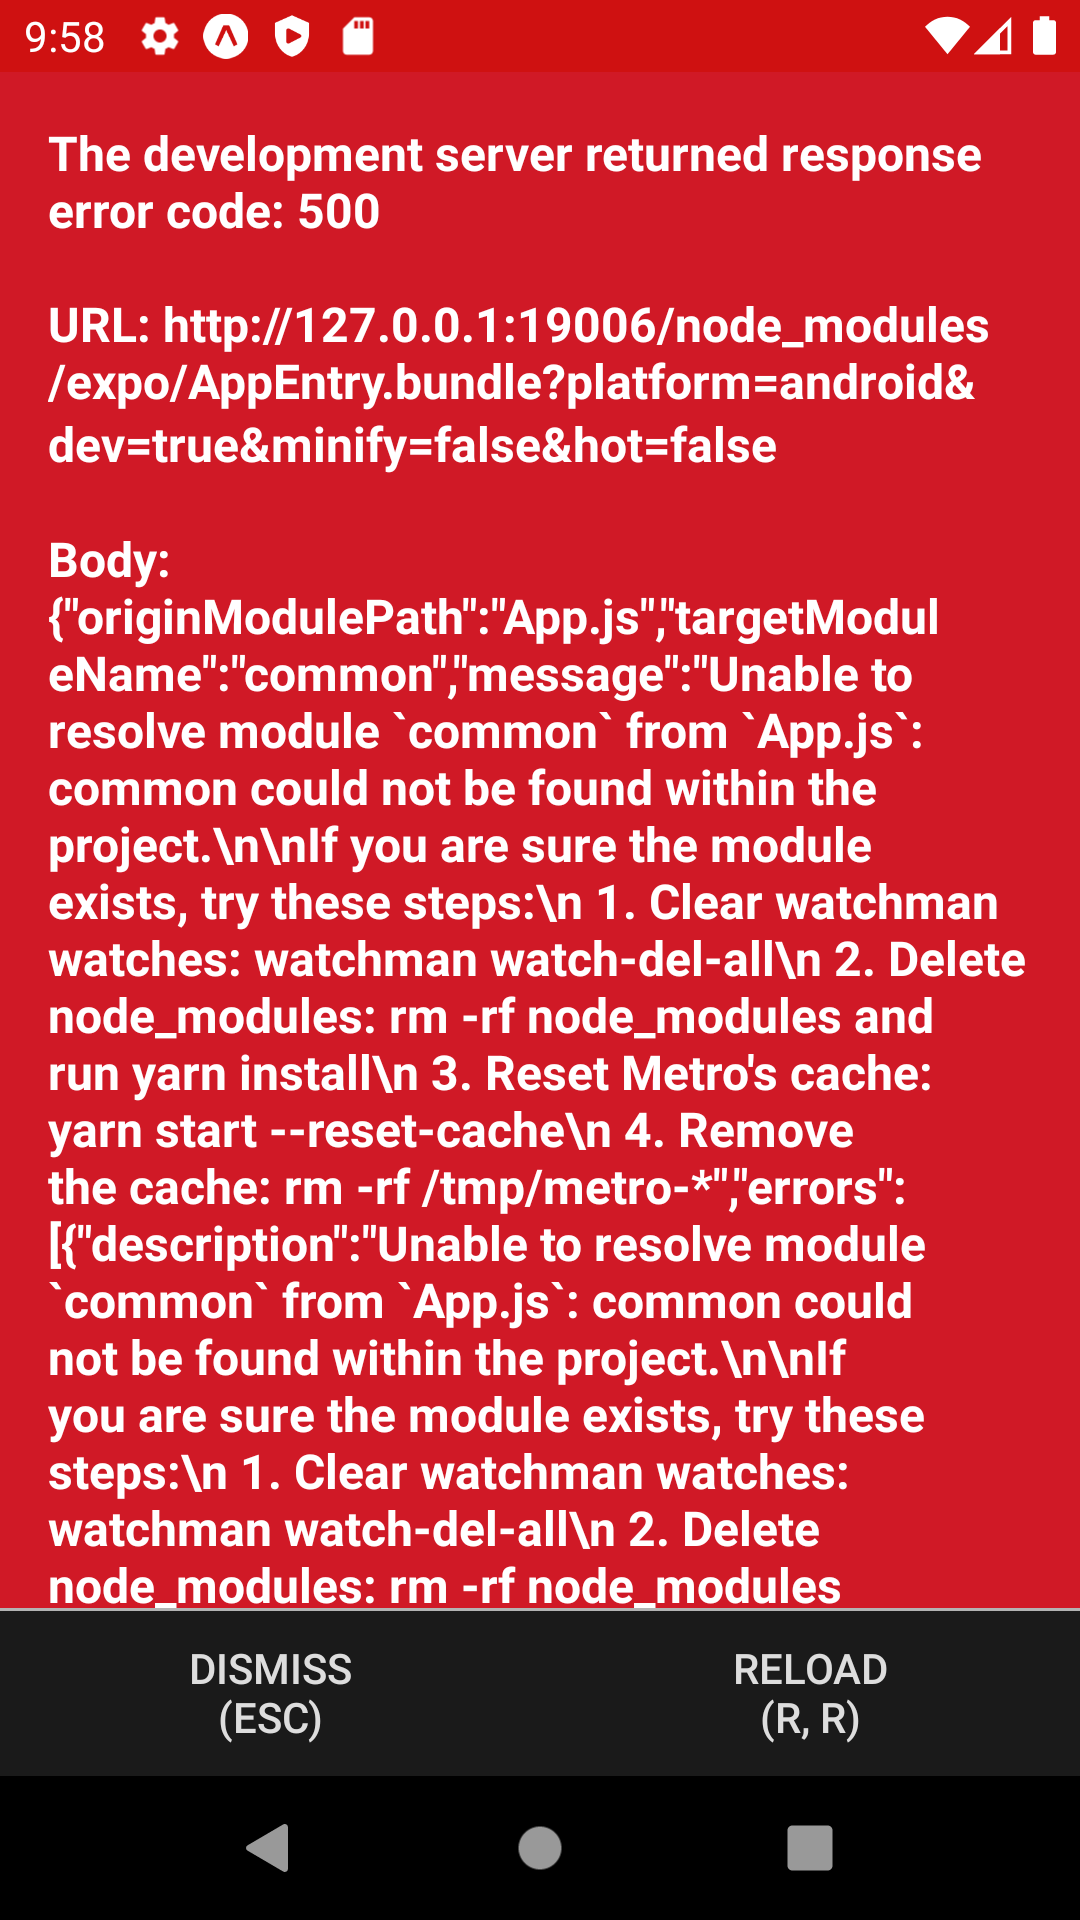 9:58
The development server returned response
error code: 500
URL: http://127.0.0.1:19006/node_modules
/expo/AppEntry.bundle?platform=android&
dev=true&minify=false&hot=false
Body:
{"originModulePath":"App.js","targetModul
eName":"common","message":"Unable to
resolve module `common` from `App.js`:
common could not be found within the
project.\n\nIf you are sure the module
exists, try these steps:\n 1. Clear watchman
watches: watchman watch-del-all\n 2. Delete
node_modules: rm -rf node_modules and
run yarn install\n 3. Reset Metro's cache:
yarn start --reset-cache\n 4. Remove
the cache: rm -rf /tmp/metro-*","errors":
[{"description":"Unable to resolve module
`common` from `App.js`: common could
not be found within the project.\n\nIf
you are sure the module exists, try these
steps:\n 1. Clear watchman watches:
watchman watch-del-all\n 2. Delete
node_modules: rm -rf node_modules
DISMISS
(ESC)
RELOAD
(R, R)